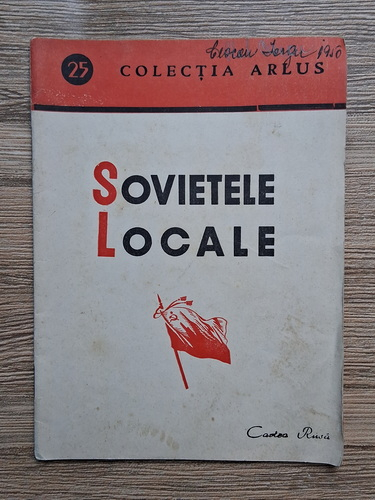 25
COLECȚIA ARLUS
SOVIETELE
LOCALE
Cartea Rusă